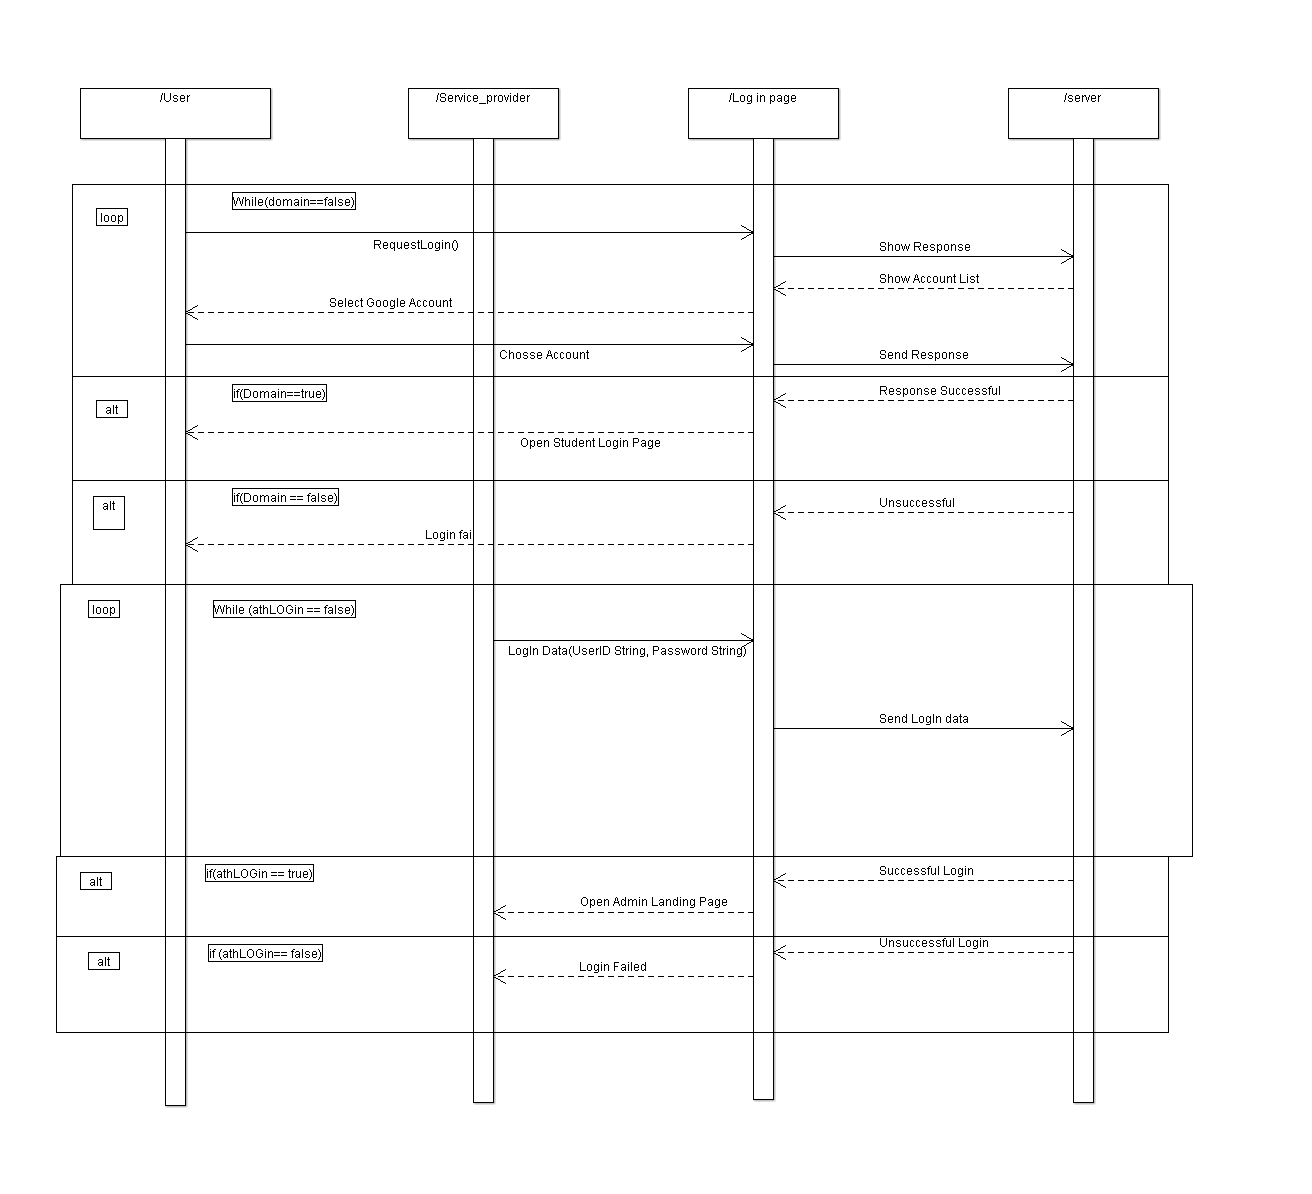 /User
/Service_provider
/Log in page
/server
While(domain==false)
loop
RequestLogin()
Show Response
Show Account List
Select Google Account
Chosse Account
Send Response
if(Domain==true)
Response Successful
alt
Open Student Login Page
if(Domain == false)
alt
Unsuccessful
Login fai
loop
While (athLOGin == false)
LogIn Data(UserID String, Password String)
Send LogIn data
if(athLOGin == true)
Successful Login
alt
Open Admin Landing Page
Unsuccessful Login
if (athLOGin== false)
alt
Login Failed